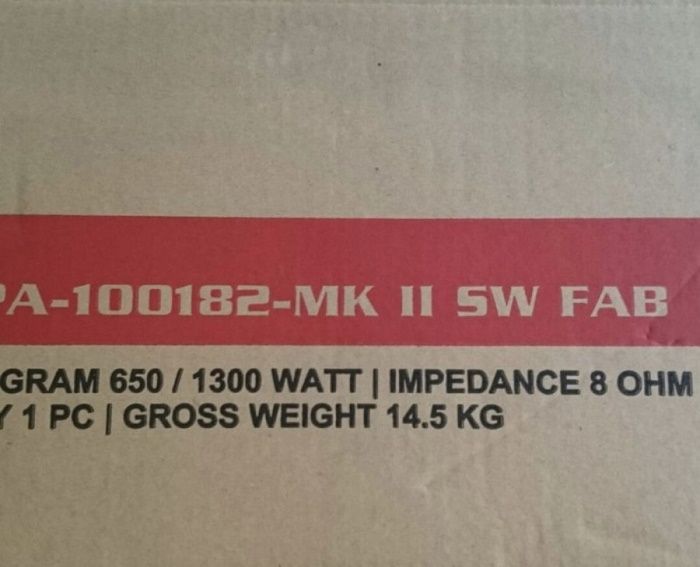 PA-100182-MK II SW FAB
GRAM 650 / 1300 WATT | IMPEDANCE 8 OHM
Y 1 PC | GROSS WEIGHT 14.5 KG